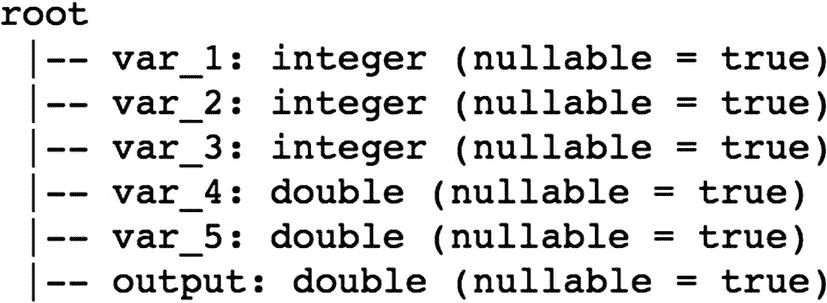 root
|-- var_1: integer (nullable = true)
|-- var_2: integer (nullable = true)
|-- var_3: integer (nullable = true)
|-- var_4: double (nullable = true)
|-- var_5: double (nullable = true)
|-- output: double (nullable = true)